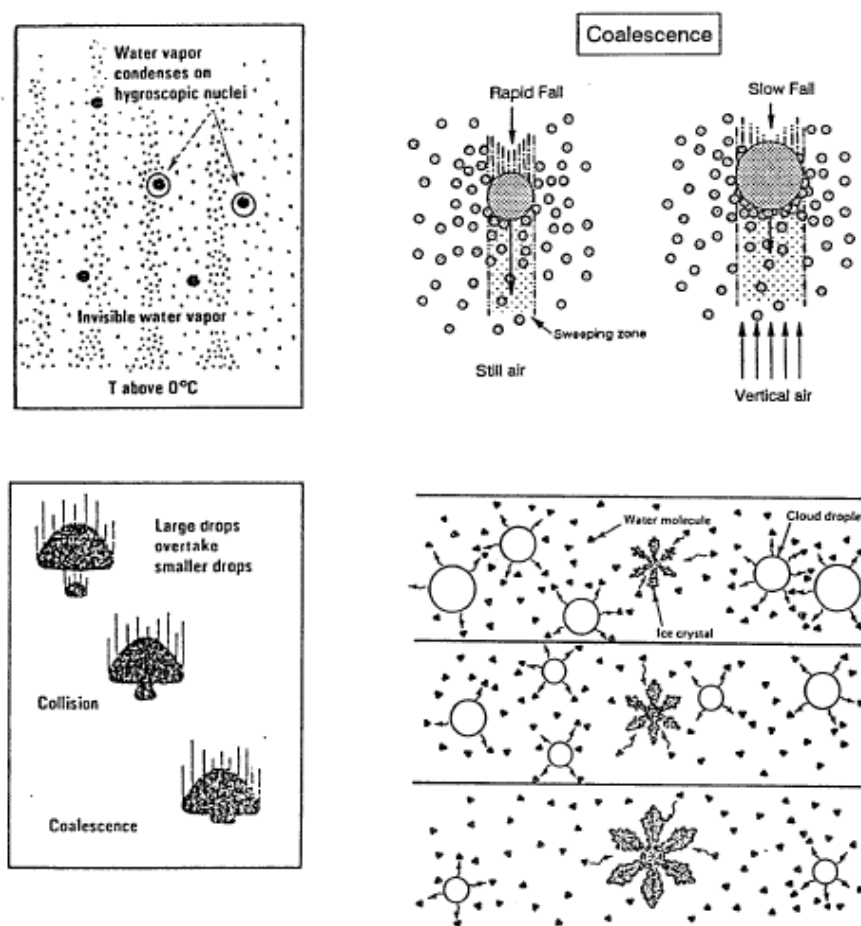 Water vapor
condenses on
hygroscopic nuclei
Invisible water vapor
T above 0°C
Coalescence
Rapid Fall
Slow Fall
Sweeping zone
Still air
Vertical air
Large drops
overtake
smaller drops
Collision
Coalescence
Water molecule
Cloud droplet
Ice crystal